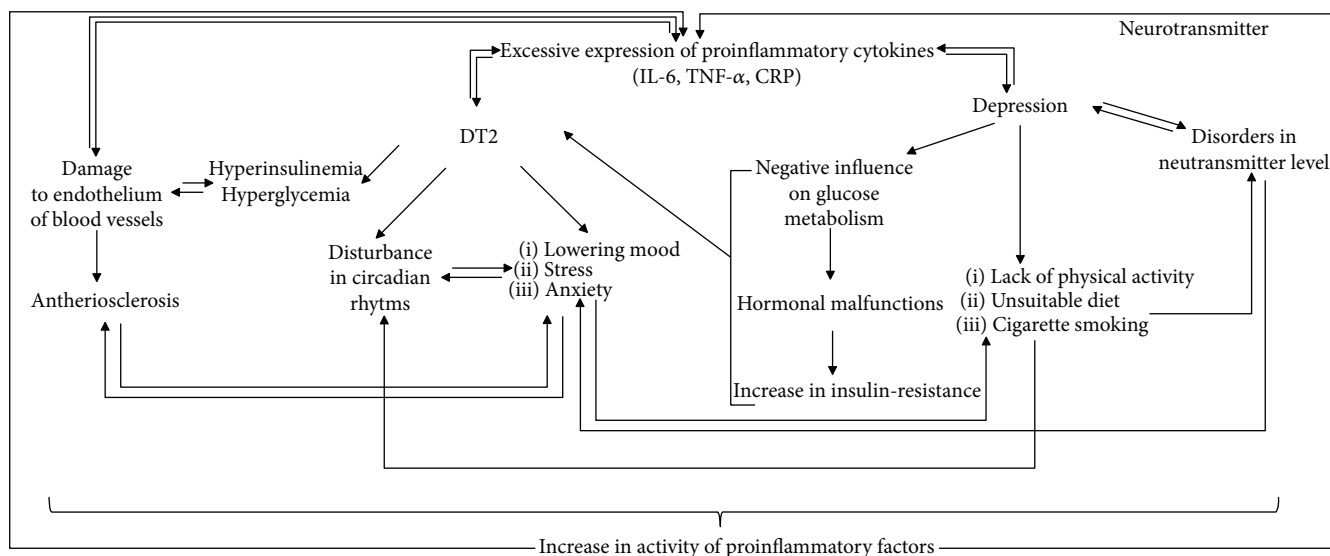 Neurotransmitter
Excessive expression of proinflammatory cytokines
(IL-6, TNF-α, CRP)
Depression
DT2
Disorders in
neutransmitter level
Damage
to endothelium
of blood vessels
Hyperinsulinemia
Hyperglycemia
Negative influence
on glucose
metabolism
Disturbance
in circadian
rhytms
(i) Lowering mood
(ii) Stress
(iii) Anxiety
(i) Lack of physical activity
(ii) Unsuitable diet
(iii) Cigarette smoking
Antheriosclerosis
Hormonal malfunctions
Increase in insulin-resistance
Increase in activity of proinflammatory factors